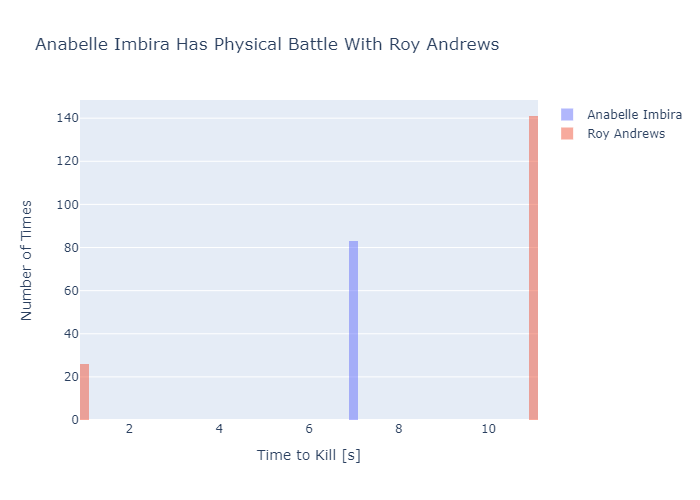 Anabelle Imbira Has Physical Battle With Roy Andrews
Anabelle Imbira
Roy Andrews
Number of Times
140
120
100
80
60
40
20
0
2 4 6 8 10
Time to Kill [s]